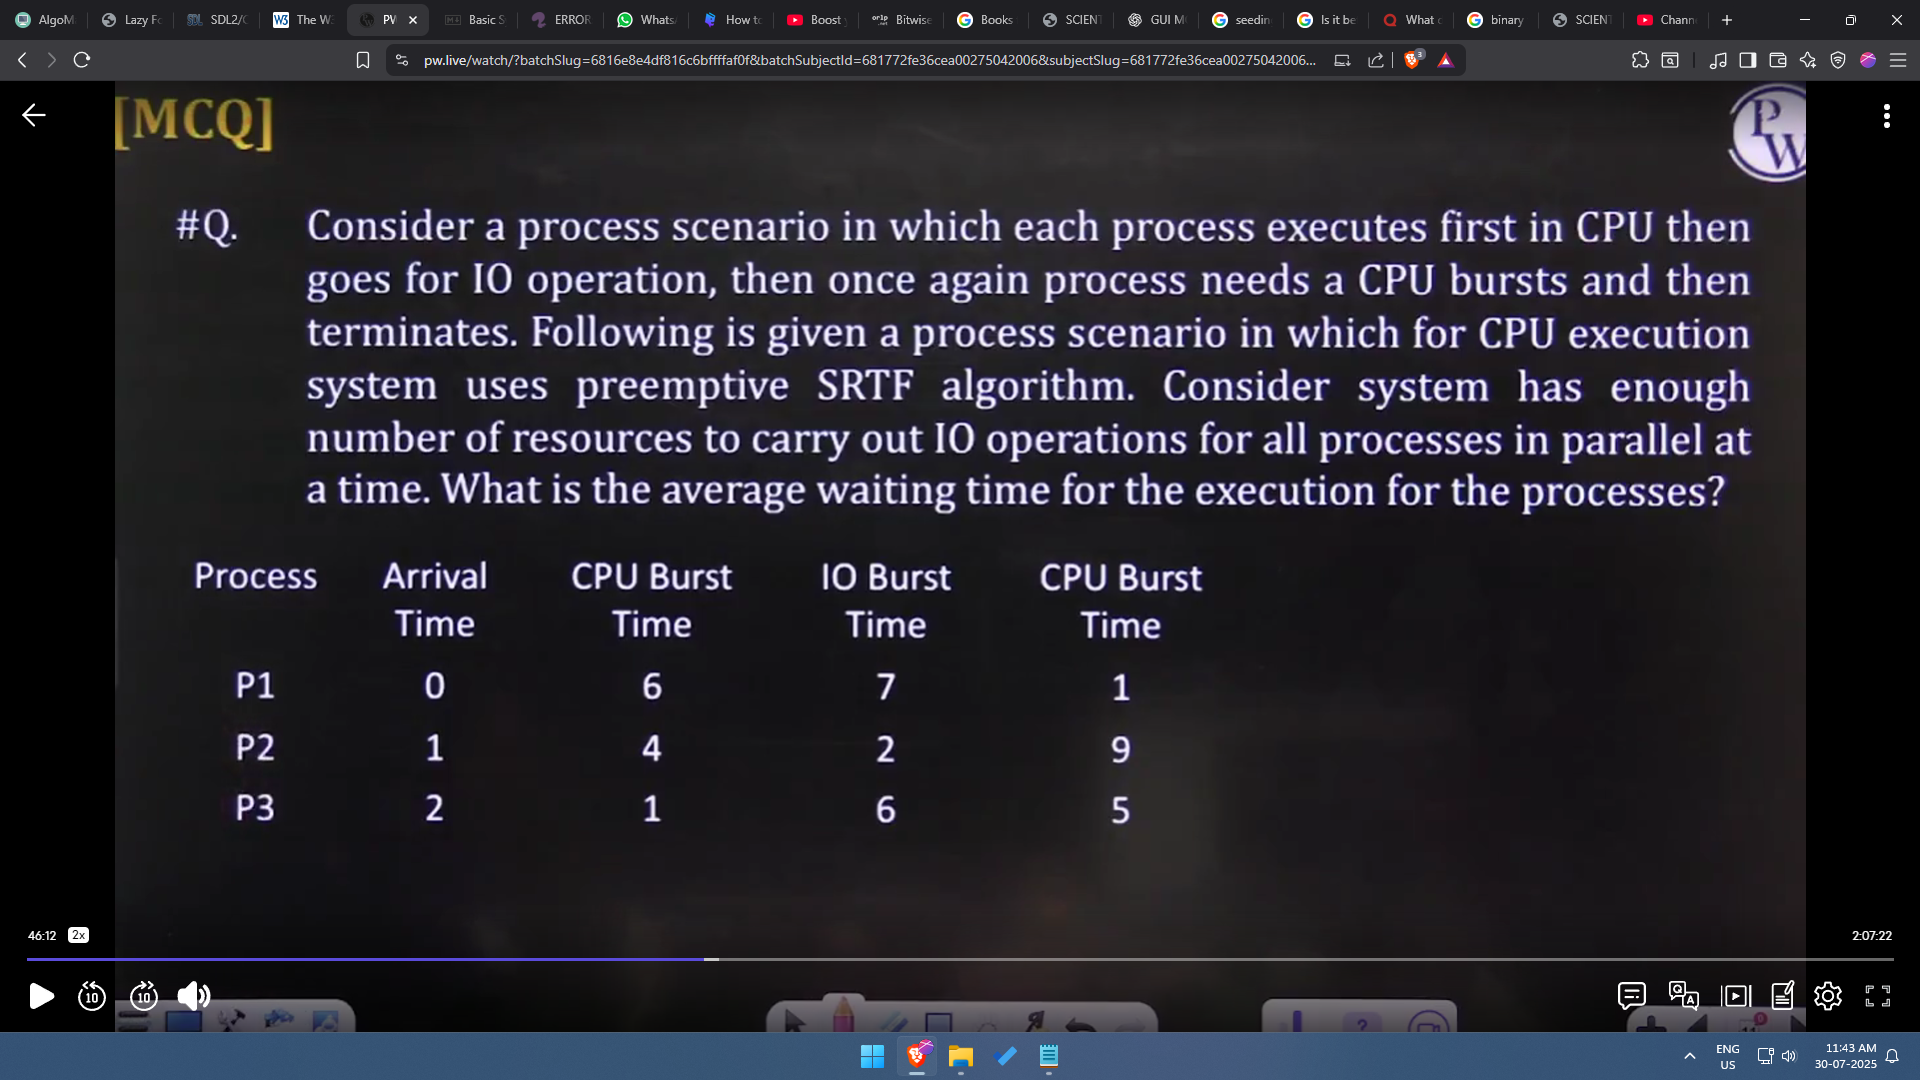 AlgoM
Lazy Fo
SDL2/C
The W
PW
Basic S
ERROR
Whats
How to
Boost
Bitwise
Books
SCIENT
GUI M
seedin
Is it be
What
binary
SCIENT
Chann
pw.live/watch/?batchSlug=6816e8e4df816c6bffffaf0f&batchSubjectId=681772fe36cea00275042006&subjectSlug=681772fe36cea00275042006...
3
[MCQ]
PW
#Q. Consider a process scenario in which each process executes first in CPU then
goes for IO operation, then once again process needs a CPU bursts and then
terminates. Following is given a process scenario in which for CPU execution
system uses preemptive SRTF algorithm. Consider system has enough
number of resources to carry out IO operations for all processes in parallel at
a time. What is the average waiting time for the execution for the processes?
Process Arrival CPU Burst IO Burst CPU Burst
Time Time Time Time
P1 0 6 7 1
P2 1 4 2 9
P3 2 1 6 5
46:12 2x 2:07:22
10 10
ENG 11:43 AM
US 30-07-2025